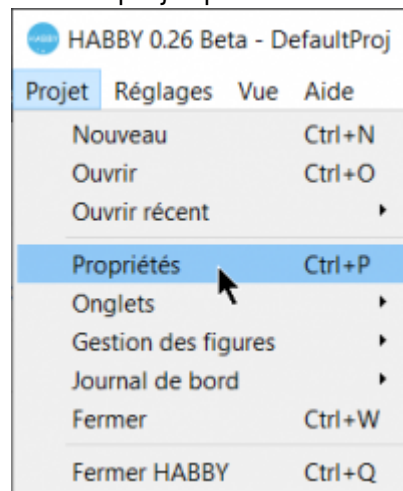 HABBY 0.26 Beta - DefaultProj
Projet Réglages Vue Aide
Nouveau Ctrl+N
Ouvrir Ctrl+O
Ouvrir récent
Propriétés Ctrl+P
Onglets
Gestion des figures
Journal de bord
Fermer Ctrl+W
Fermer HABBY Ctrl+Q